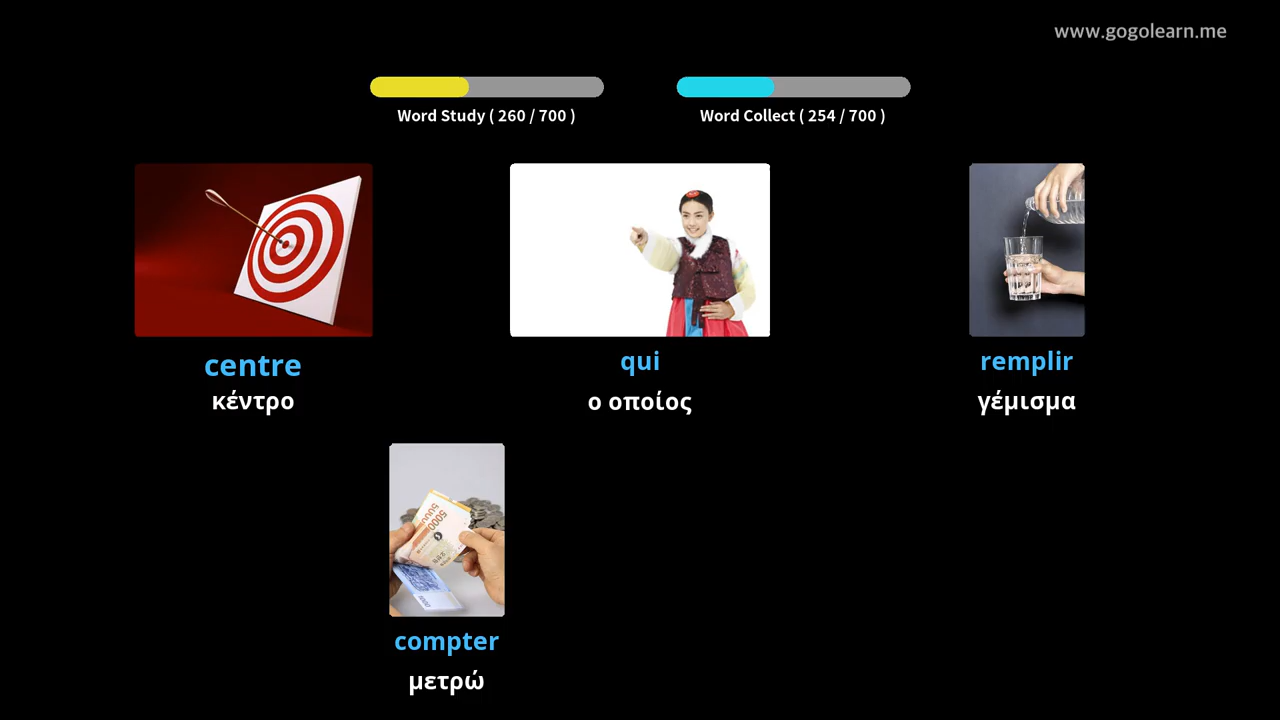 www.gogolearn.me
Word Study ( 260 / 700 )
Word Collect ( 254 / 700 )
centre
κέντρο
qui
ο οποίος
remplir
γέμισμα
5000
compter
μετρώ